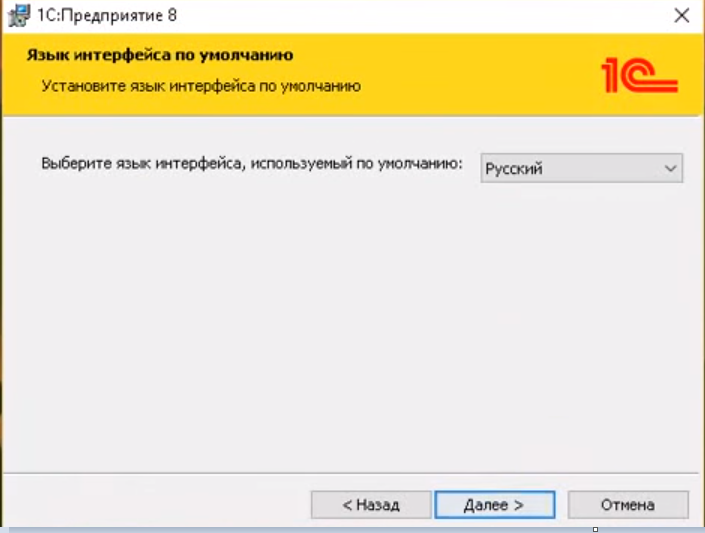 1С:Предприятие 8
Язык интерфейса по умолчанию
Установите язык интерфейса по умолчанию
1С
Выберите язык интерфейса, используемый по умолчанию:
Русский
< Назад
Далее >
Отмена